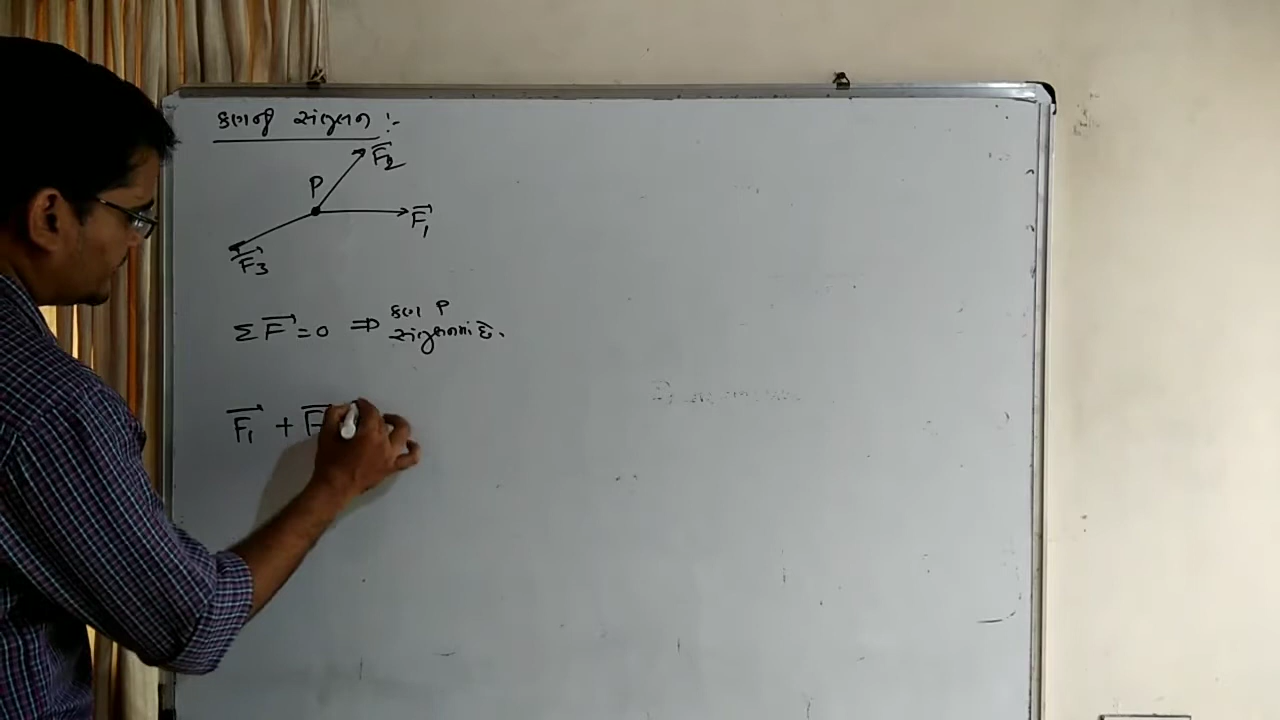 કણનું સંતુલન :-
F₂
P
F₁
F₃
ΣF⃗ = 0 ⇒ કણ P
સંતુલનમાં છે.
F₁ + F